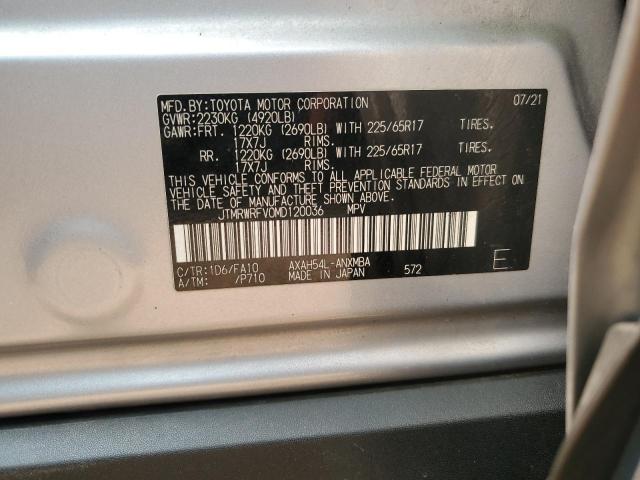 MFD.BY:TOYOTA MOTOR CORPORATION 07/21
GVWR:2230KG (4920LB)
GAWR:FRT. 1220KG (2690LB) WITH 225/65R17 TIRES.
17X7J RIMS.
RR. 1220KG (2690LB) WITH 225/65R17 TIRES.
17X7J RIMS.
THIS VEHICLE CONFORMS TO ALL APPLICABLE FEDERAL MOTOR
VEHICLE SAFETY AND THEFT PREVENTION STANDARDS IN EFFECT ON
THE DATE OF MANUFACTURE SHOWN ABOVE.
JTMRWRFV0MD120036 MPV
C/TR:1D6/FA10 AXAH54L-ANXMBA
A/TM: /P710 MADE IN JAPAN 572 E